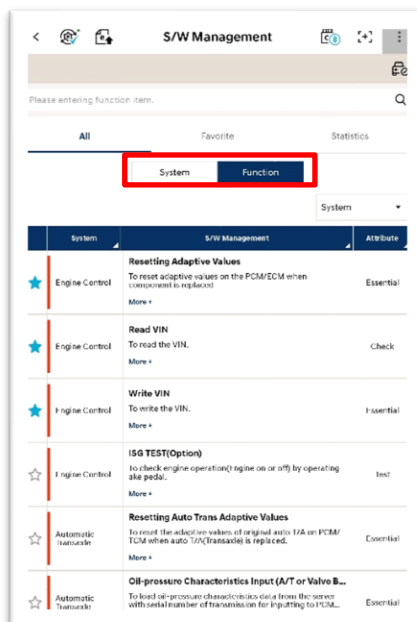 S/W Management
Please entering function item.
All
Favorite
Statistics
System
Function
System
System
S/W Management
Attribute
Engine Control
Resetting Adaptive Values
To reset adaptive values on the PCM/ECM when
component is replaced
More +
Essential
Engine Control
Read VIN
To read the VIN.
More +
Check
Engine Control
Write VIN
To write the VIN.
More +
Essential
Engine Control
ISG TEST(Option)
To check engine operation(Engine on or off) by operating
ake pedal.
More +
Test
Automatic
Transaxle
Resetting Auto Trans Adaptive Values
To reset the adaptive values of original auto T/A on PCM/
TCM when auto T/A(Transaxle) is replaced.
More +
Essential
Automatic
Transaxle
Oil-pressure Characteristics Input (A/T or Valve B...
To load oil-pressure characteristics data from the server
with serial number of transmission for inputting to PCM...
Essential